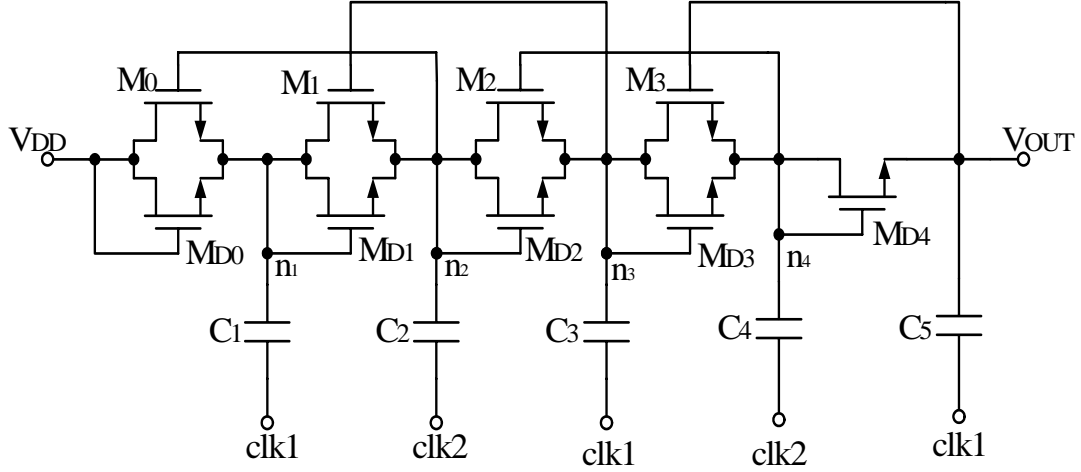 M0 M1 M2 M3
VDD VOUT
MD0 MD1 MD2 MD3 MD4
n1 n2 n3 n4
C1 C2 C3 C4 C5
clk1 clk2 clk1 clk2 clk1